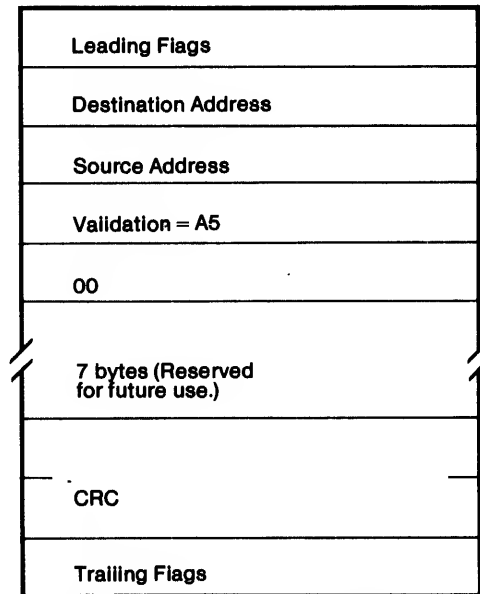 Leading Flags
Destination Address
Source Address
Validation = A5
00
7 bytes (Reserved
for future use.)
CRC
Trailing Flags